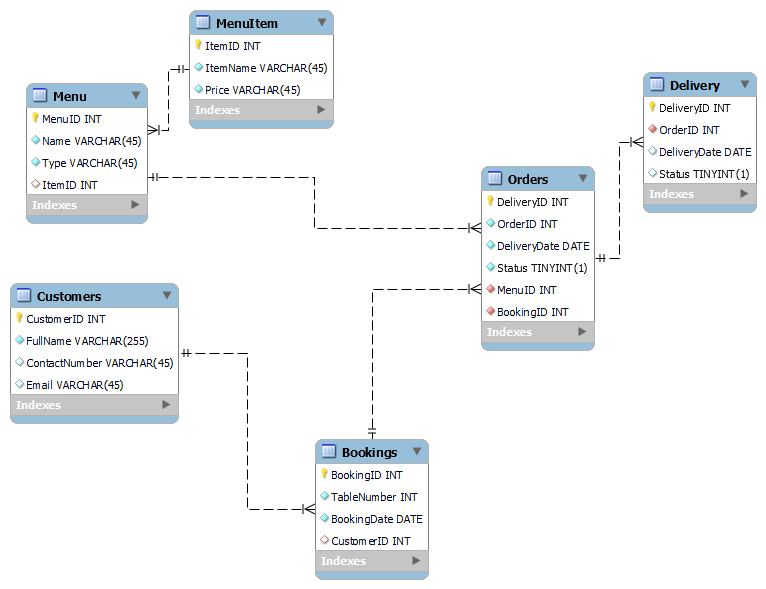 MenuItem
ItemID INT
ItemName VARCHAR(45)
Price VARCHAR(45)
Indexes
Menu
MenuID INT
Name VARCHAR(45)
Type VARCHAR(45)
ItemID INT
Indexes
Delivery
DeliveryID INT
OrderID INT
DeliveryDate DATE
Status TINYINT(1)
Indexes
Orders
DeliveryID INT
OrderID INT
DeliveryDate DATE
Status TINYINT(1)
MenuID INT
BookingID INT
Indexes
Customers
CustomerID INT
FullName VARCHAR(255)
ContactNumber VARCHAR(45)
Email VARCHAR(45)
Indexes
Bookings
BookingID INT
TableNumber INT
BookingDate DATE
CustomerID INT
Indexes